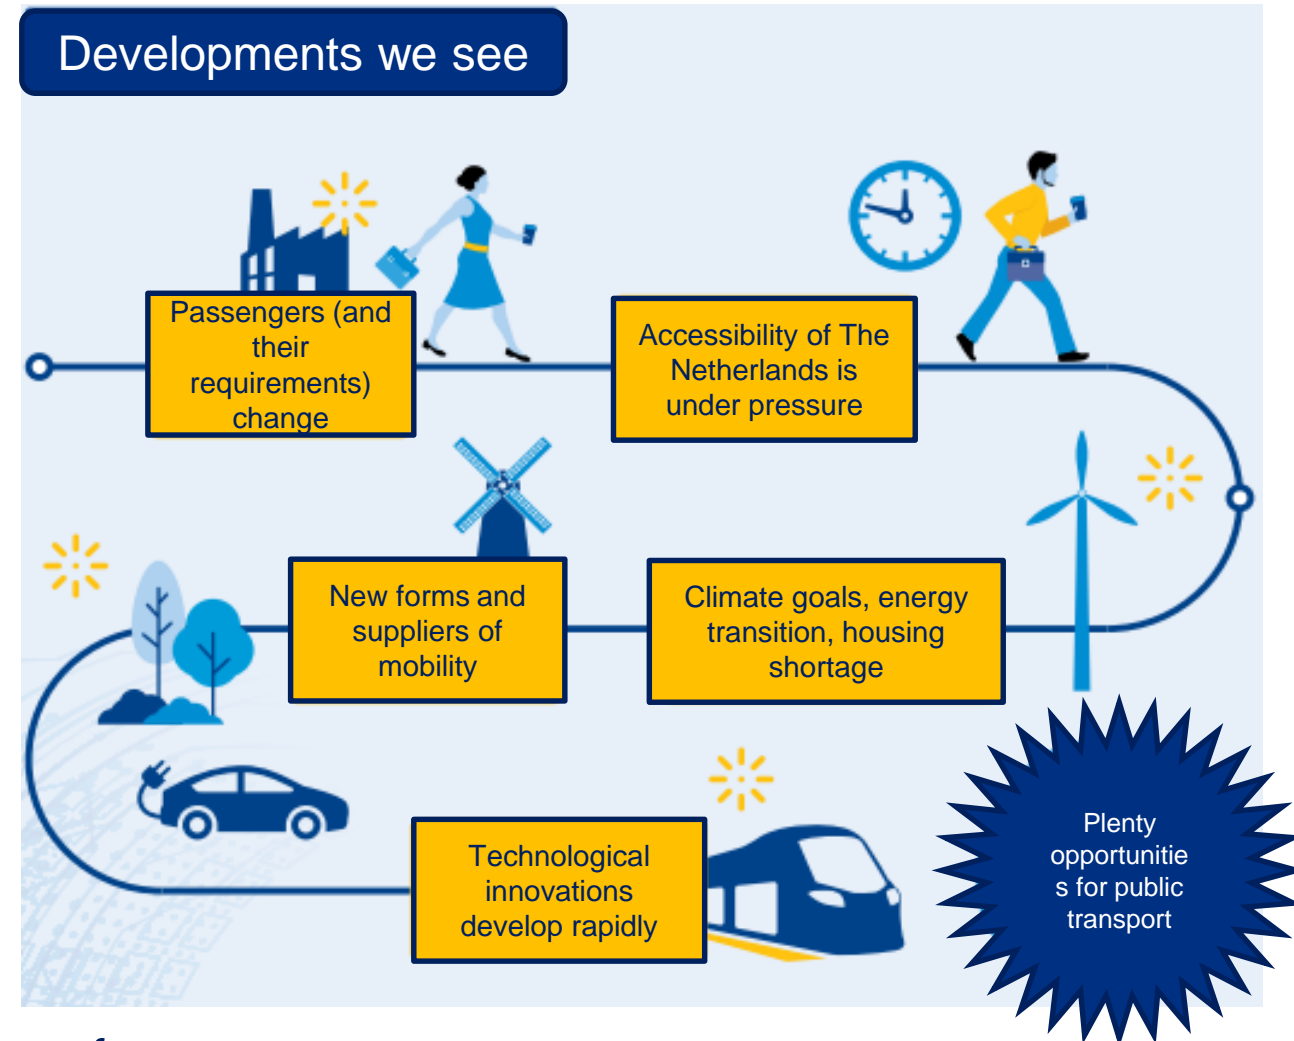 Developments we see
Passengers (and
their
requirements)
change
Accessibility of The
Netherlands is
under pressure
New forms and
suppliers of
mobility
Climate goals, energy
transition, housing
shortage
Technological
innovations
develop rapidly
Plenty
opportunitie
s for public
transport